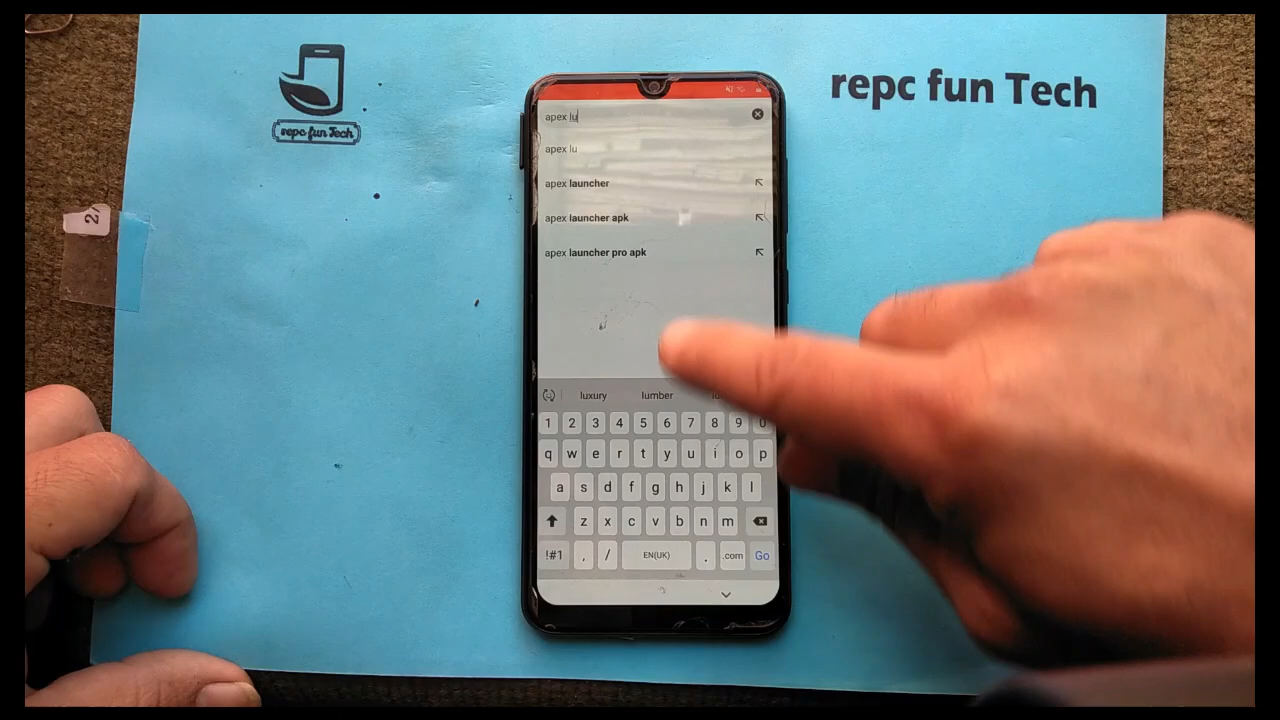 repc fun Tech
repc fun Tech
2
apex lu
apex lu
apex launcher
apex launcher apk
apex launcher pro apk
luxury lumber
1 2 3 4 5 6 7 8 9 0
q w e r t y u i o p
a s d f g h j k l
z x c v b n m
!#1 , / EN(UK) . .com Go